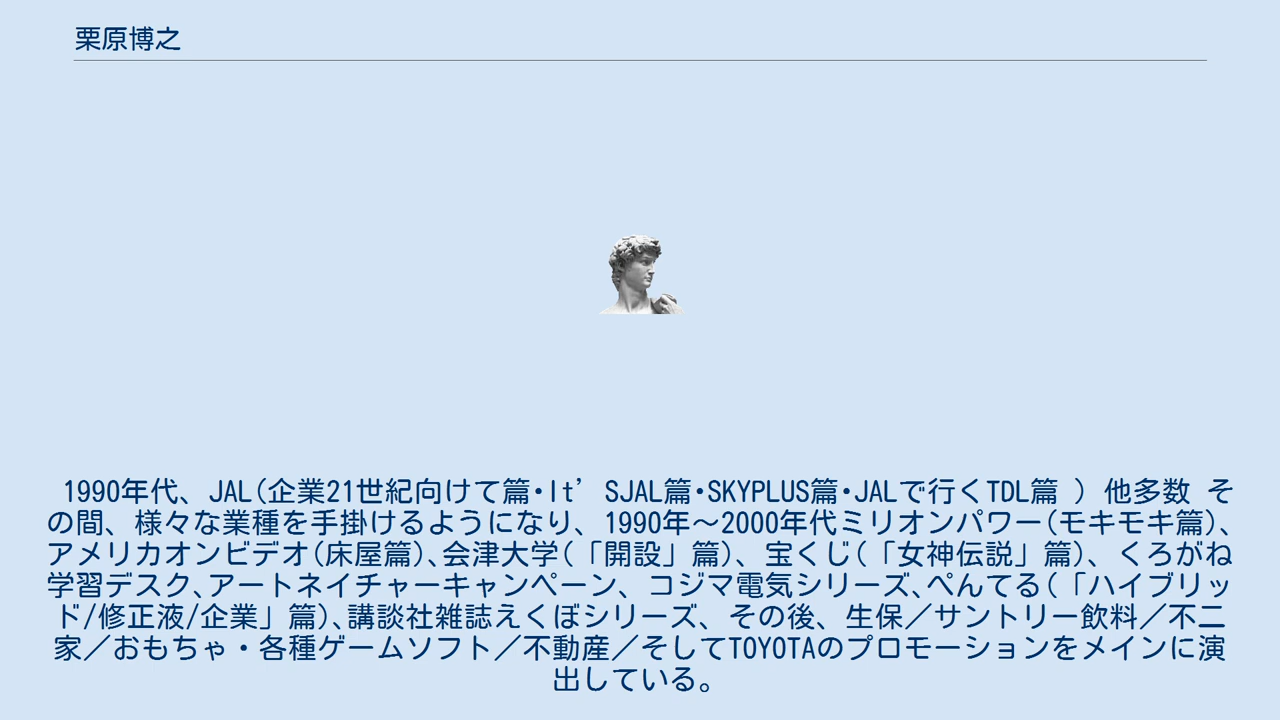 栗原博之
1990年代、JAL(企業21世紀向けて篇・It’ SJAL篇・SKYPLUS篇・JALで行くTDL篇 ) 他多数 そ
の間、様々な業種を手掛けるようになり、1990年～2000年代ミリオンパワー(モキモキ篇)、
アメリカオンビデオ(床屋篇)、会津大学(「開設」篇)、宝くじ(「女神伝説」篇)、くろがね
学習デスク、アートネイチャーキャンペーン、コジマ電気シリーズ、ぺんてる(「ハイブリッ
ド/修正液/企業」篇)、講談社雑誌えくぼシリーズ、その後、生保／サントリー飲料／不二
家／おもちゃ・各種ゲームソフト／不動産／そしてTOYOTAのプロモーションをメインに演
出している。